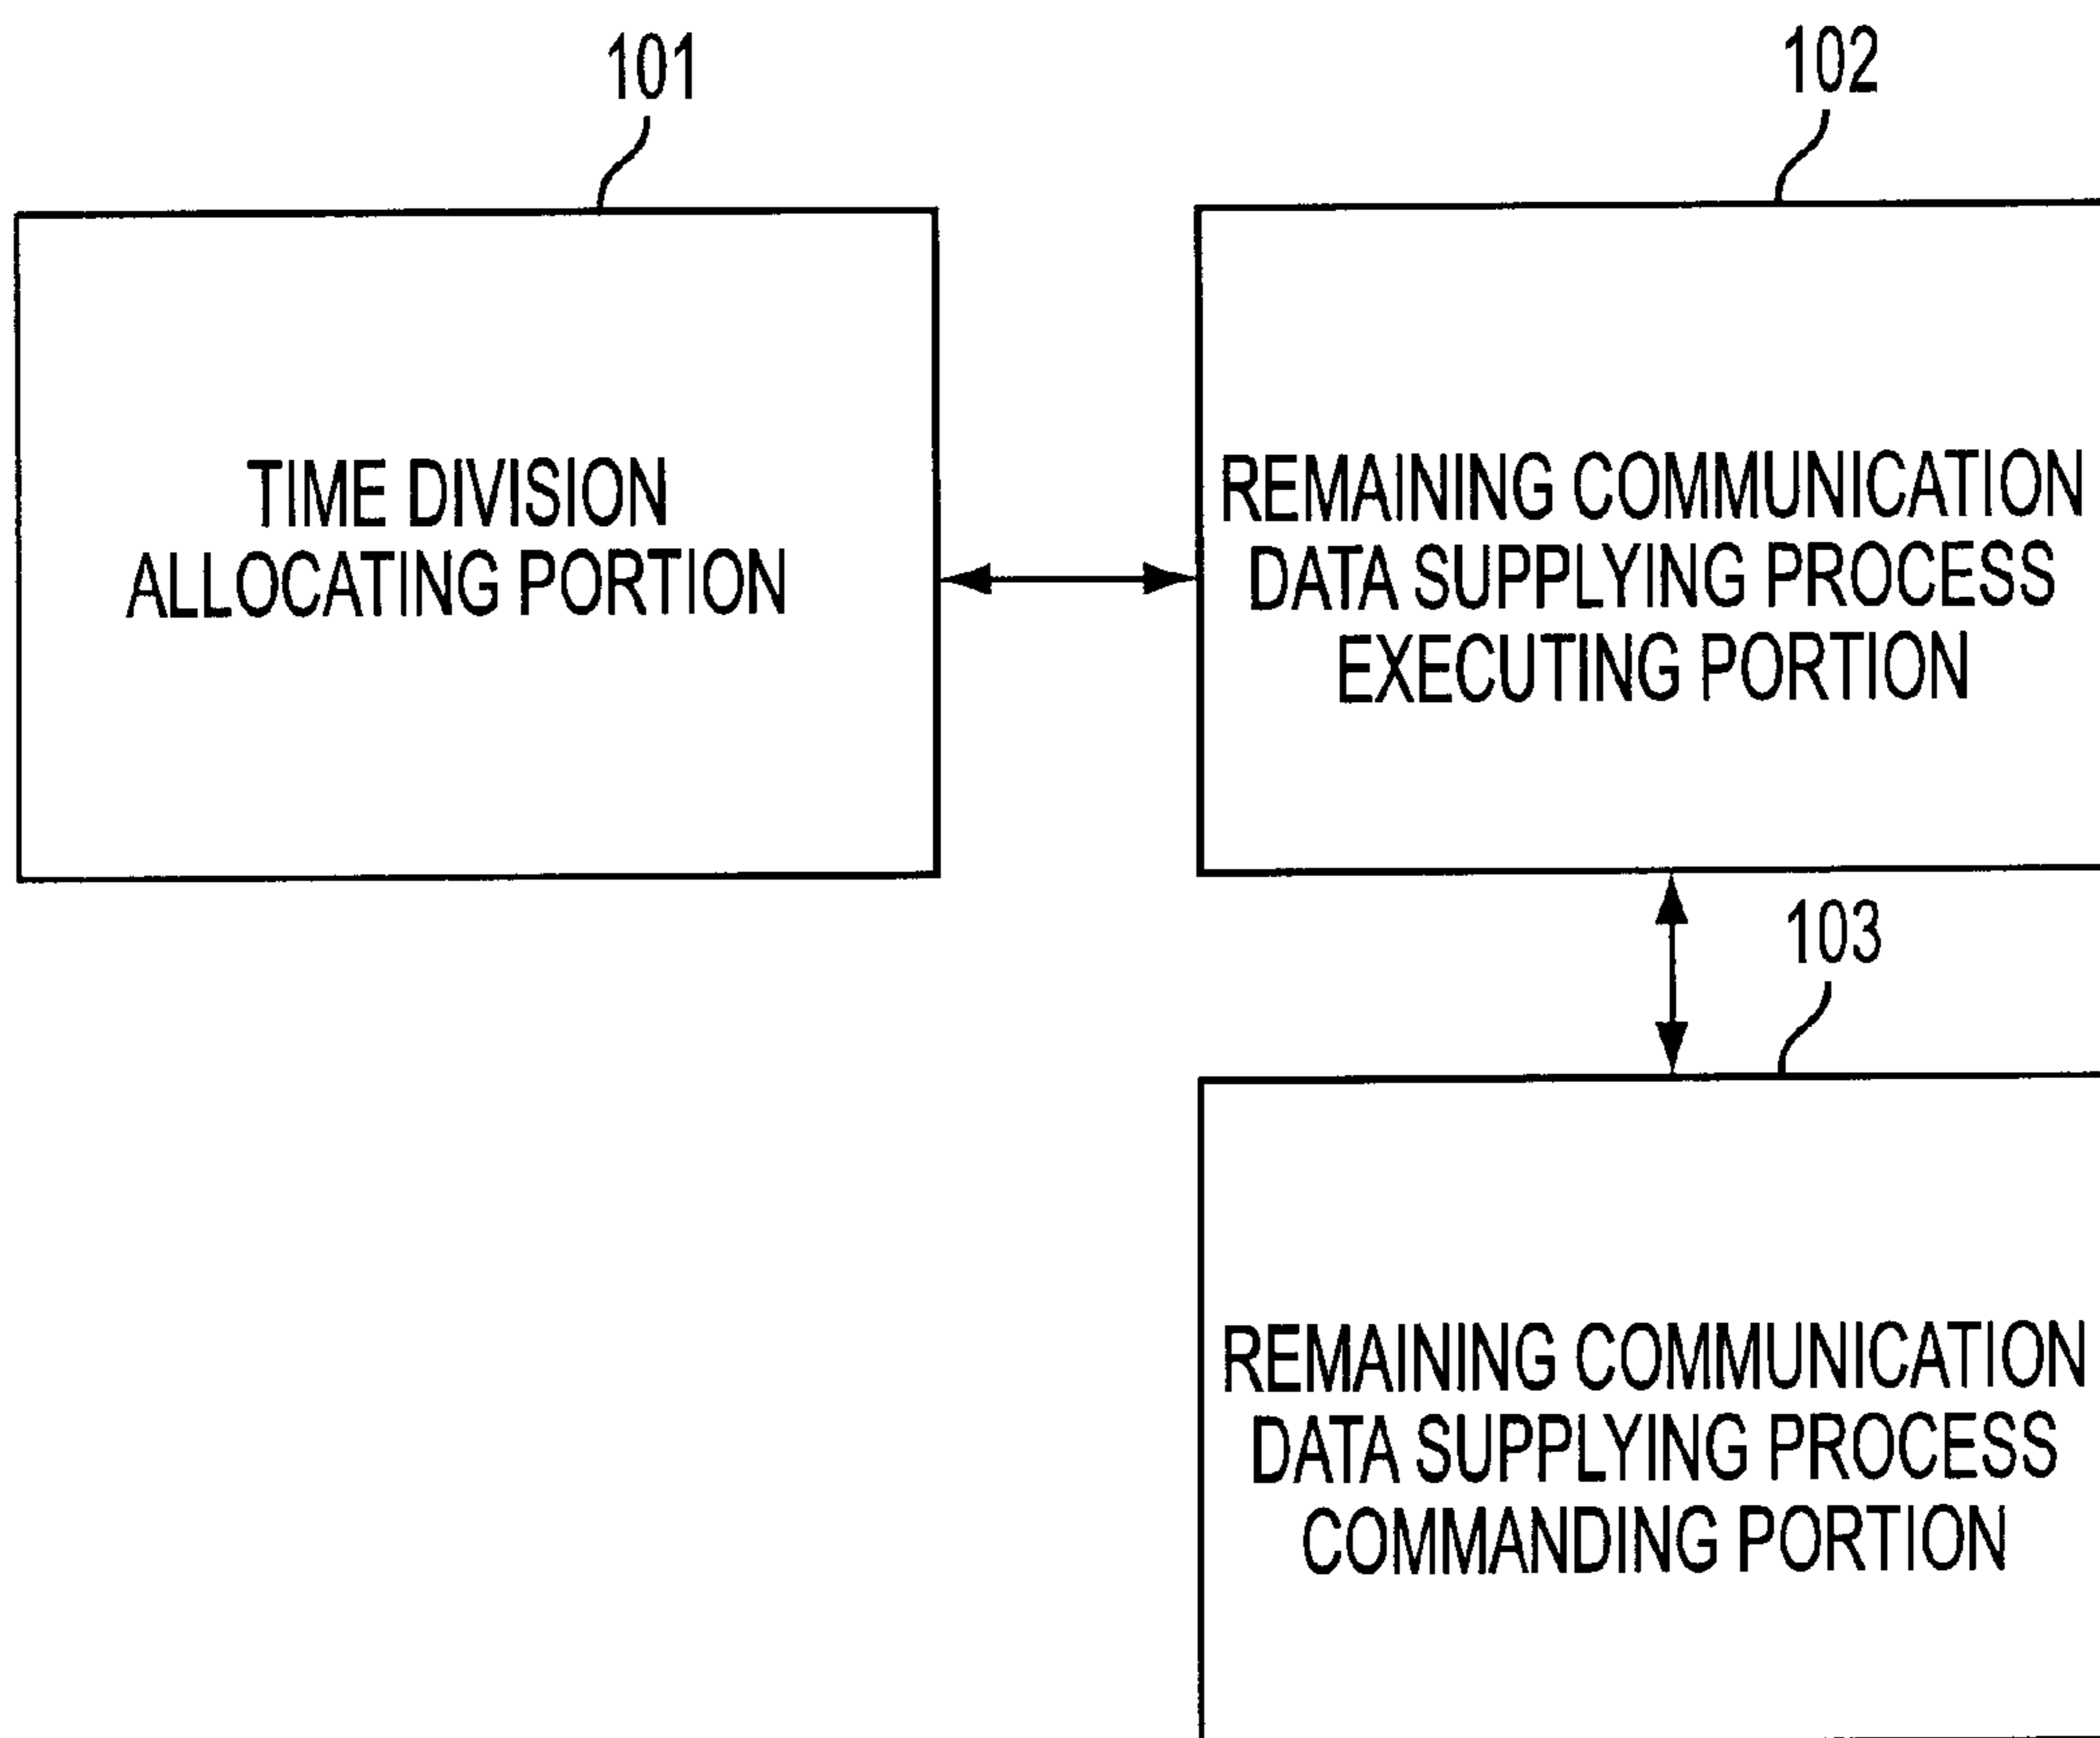 101
TIME DIVISION
ALLOCATING PORTION
102
REMAINING COMMUNICATION
DATA SUPPLYING PROCESS
EXECUTING PORTION
103
REMAINING COMMUNICATION
DATA SUPPLYING PROCESS
COMMANDING PORTION